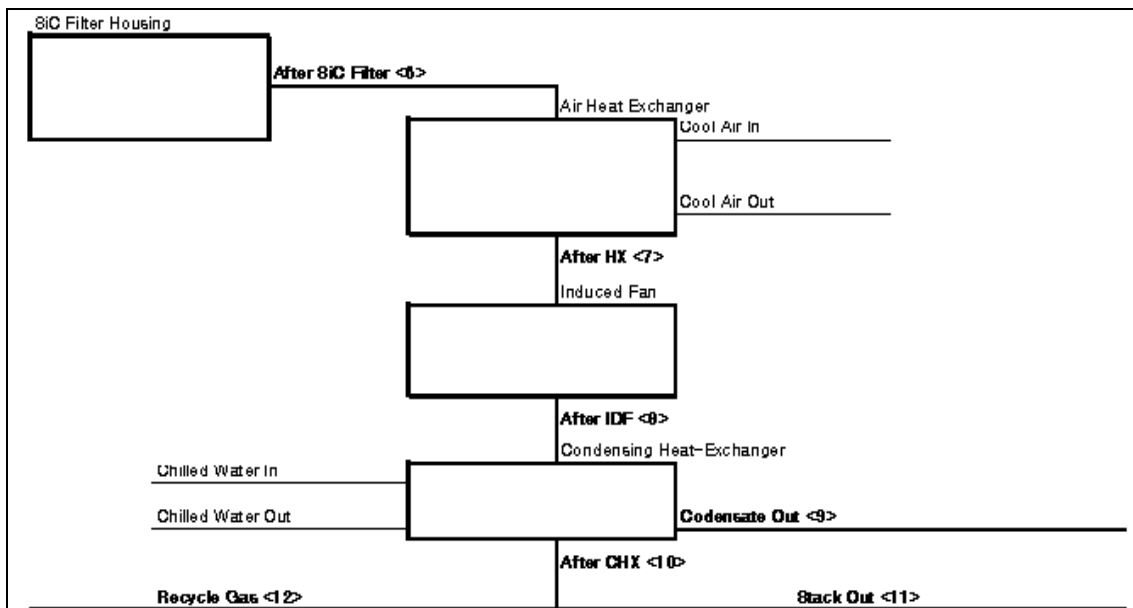 SiC Filter Housing
After SiC Filter <6>
Air Heat Exchanger
Cool Air In
Cool Air Out
After HX <7>
Induced Fan
After IDF <8>
Condensing Heat-Exchanger
Chilled Water In
Chilled Water Out
Codensate Out <9>
After CHX <10>
Recycle Gas <12>
Stack Out <11>